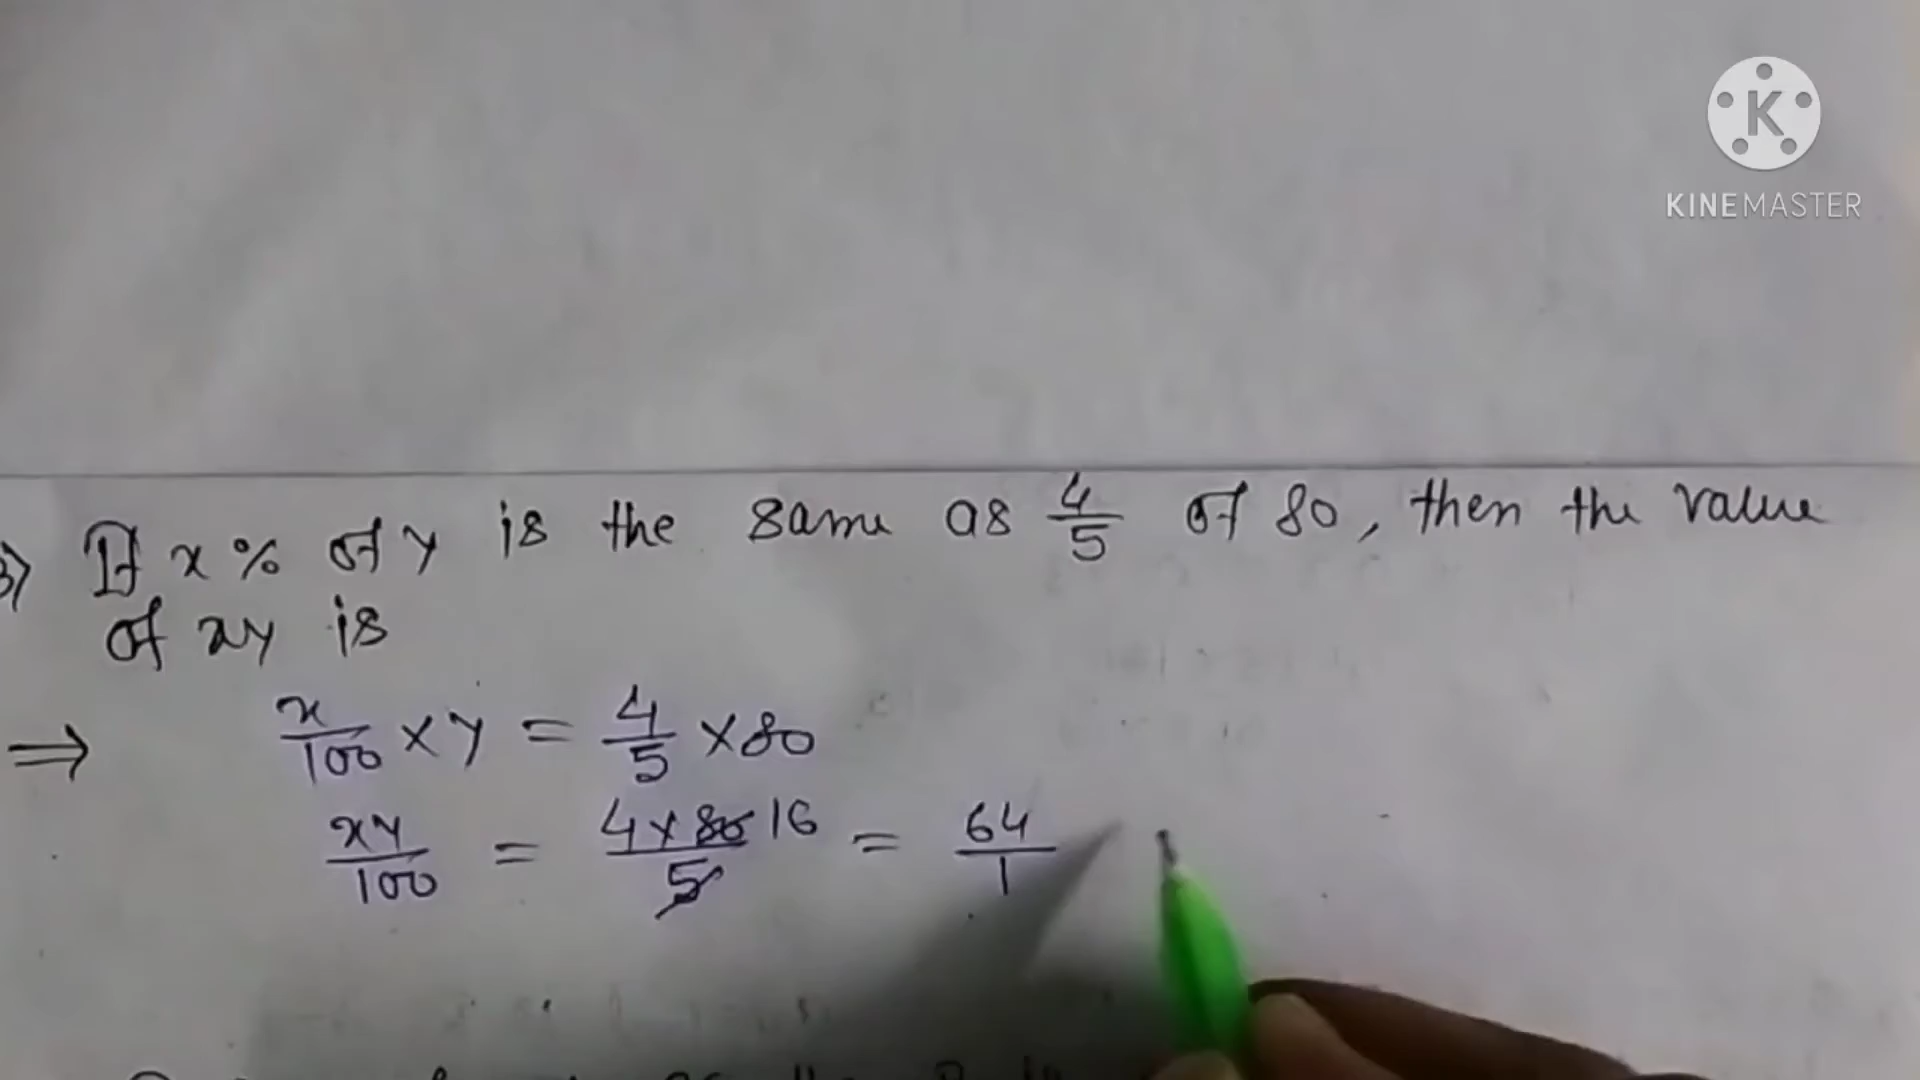 K
KINEMASTER
3) If x % of y is the same as 4/5 of 80, then the value
of xy is
⇒ x/100 × y = 4/5 × 80
xy/100 = 4×80 16/5 = 64/1